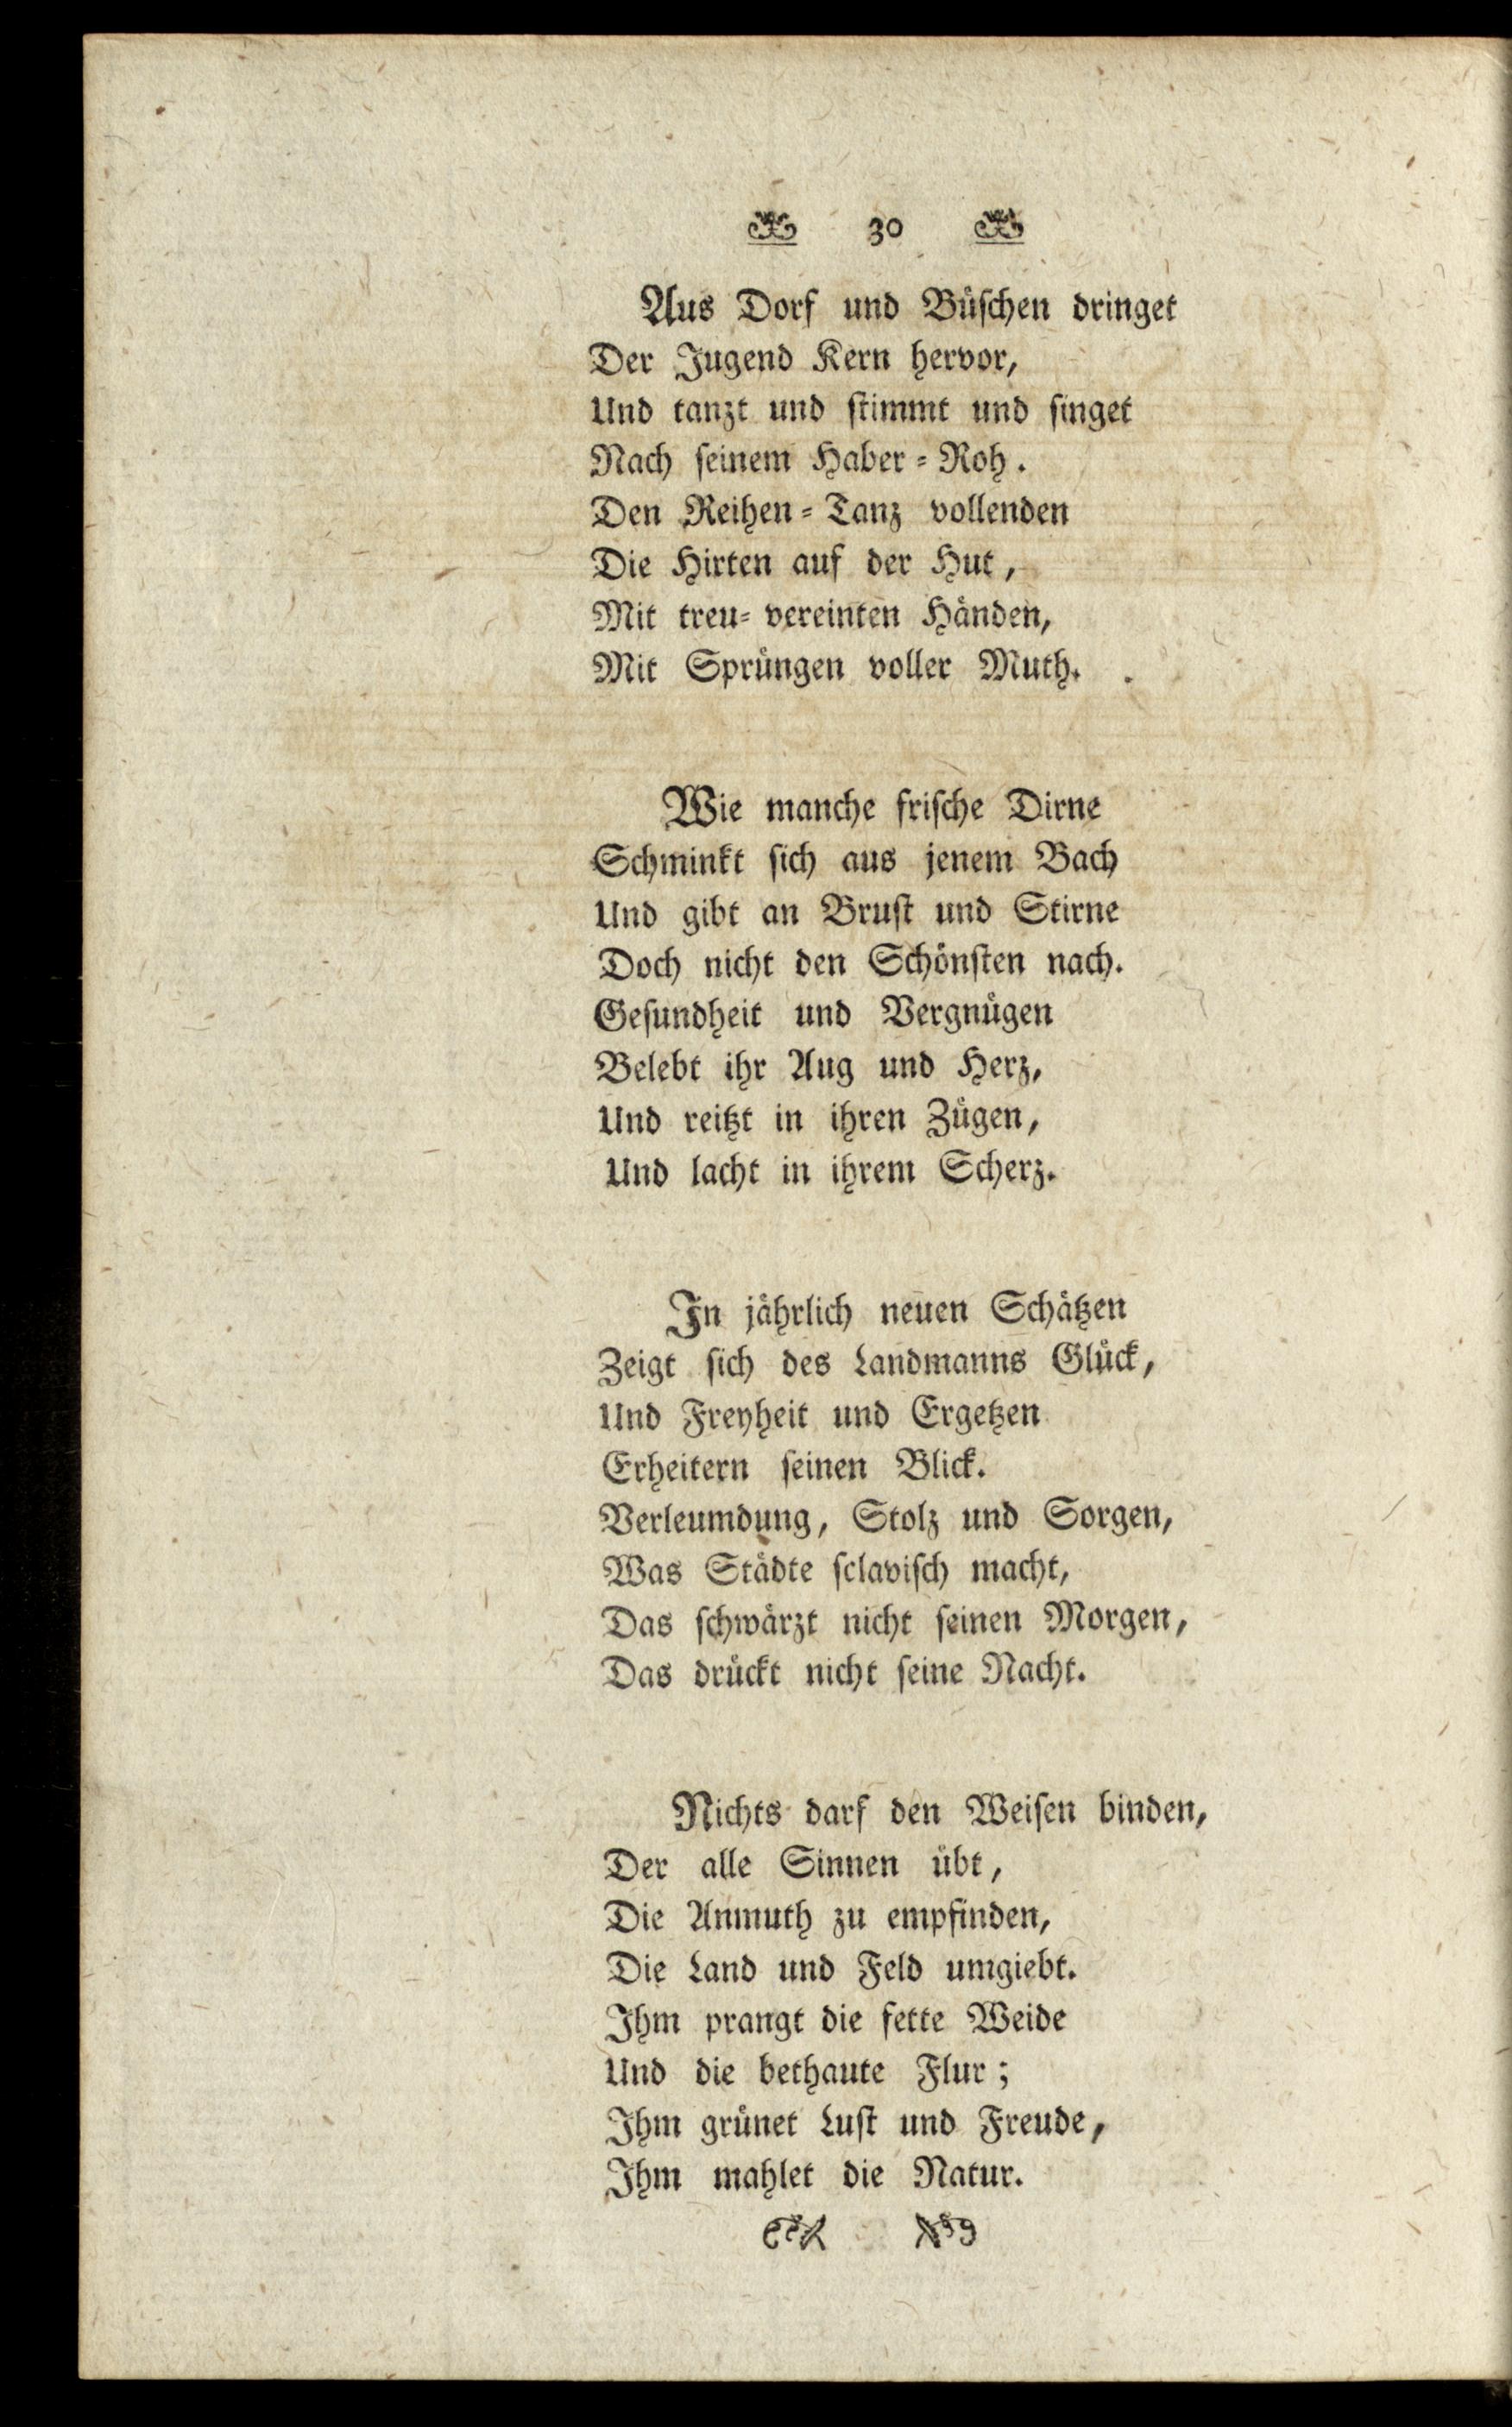 30
Aus Dorf und Büſchen dringet
Der Jugend Kern hervor,
Und tanzt und ſtimmt und ſinget
Nach ſeinem Haber⸗Roh.
Den Reihen⸗Tanz vollenden
Die Hirten auf der Hut,
Mit treu⸗ vereinten Händen,
Mit Sprüngen voller Muth.
Wie manche friſche Dirne
Schminkt ſich aus jenem Bach
Und gibt an Bruſt und Stirne
Doch nicht den Schönſten nach.
Geſundheit und Vergnügen
Belebt ihr Aug und Herz,
Und reitzt in ihren Zügen,
Und lacht in ihrem Scherz.
In jährlich neuen Schätzen
Zeigt ſich des Landmanns Glück,
Und Freyheit und Ergetzen
Erheitern ſeinen Blick.
Verleumdung, Stolz und Sorgen,
Was Städte ſclaviſch macht,
Das ſchwärzt nicht ſeinen Morgen,
Das drückt nicht ſeine Nacht.
Nichts darf den Weiſen binden,
Der alle Sinnen übt,
Die Anmuth zu empfinden,
Die Land und Feld umgiebt.
Ihm prangt die fette Weide
Und die bethaute Flur;
Ihm grünet Luſt und Freude,
Ihm mahlet die Natur.